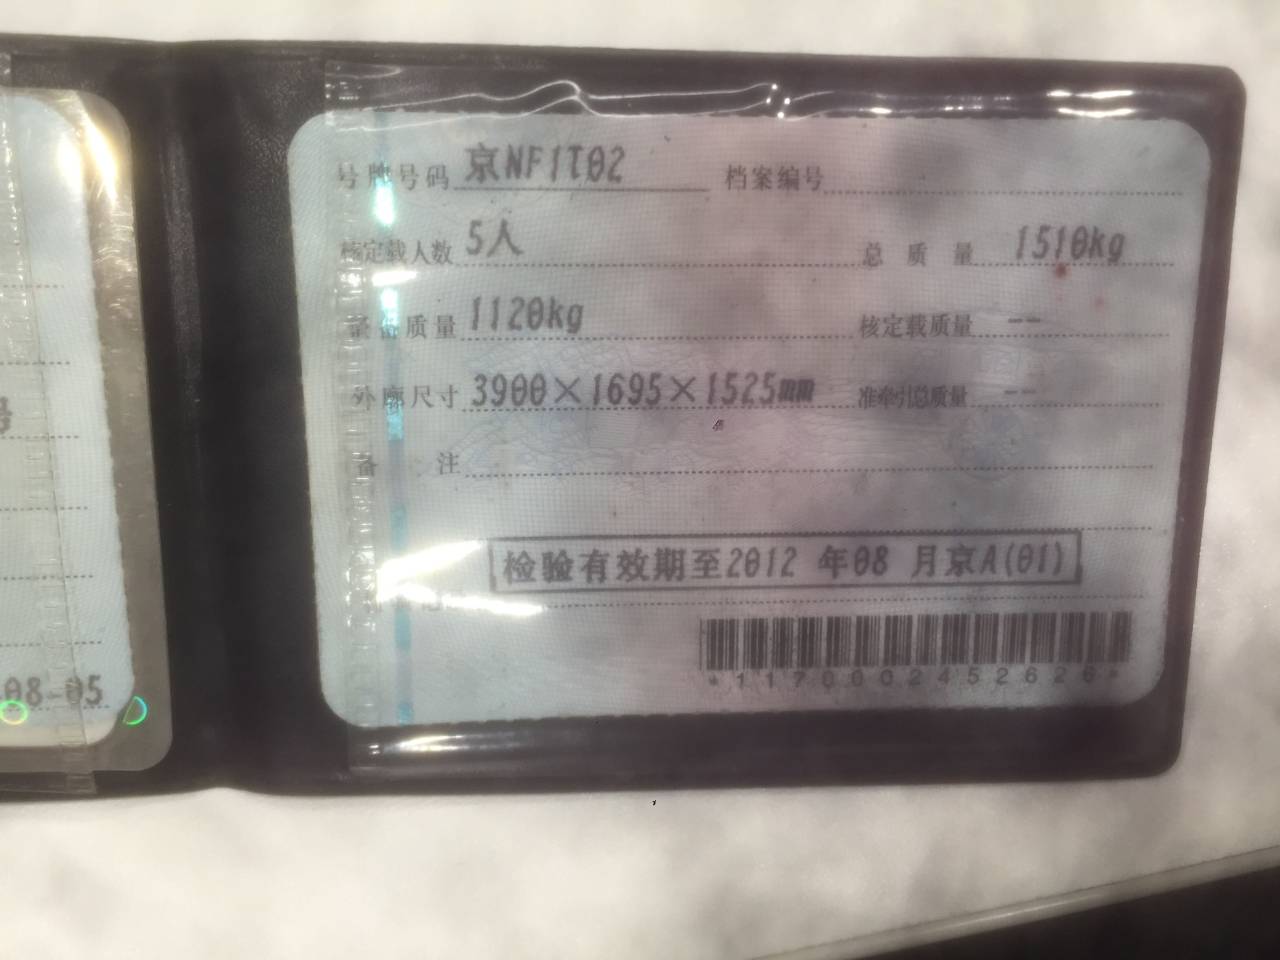 号牌号码 京NF1T02 档案编号
核定载人数 5人 总质量 1510kg
整备质量 1120kg 核定载质量 --
外廓尺寸 3900×1695×1525mm 准牵引总质量 --
备注
检验有效期至2012 年08 月京A(01)
*1170002452626*
08-05
号